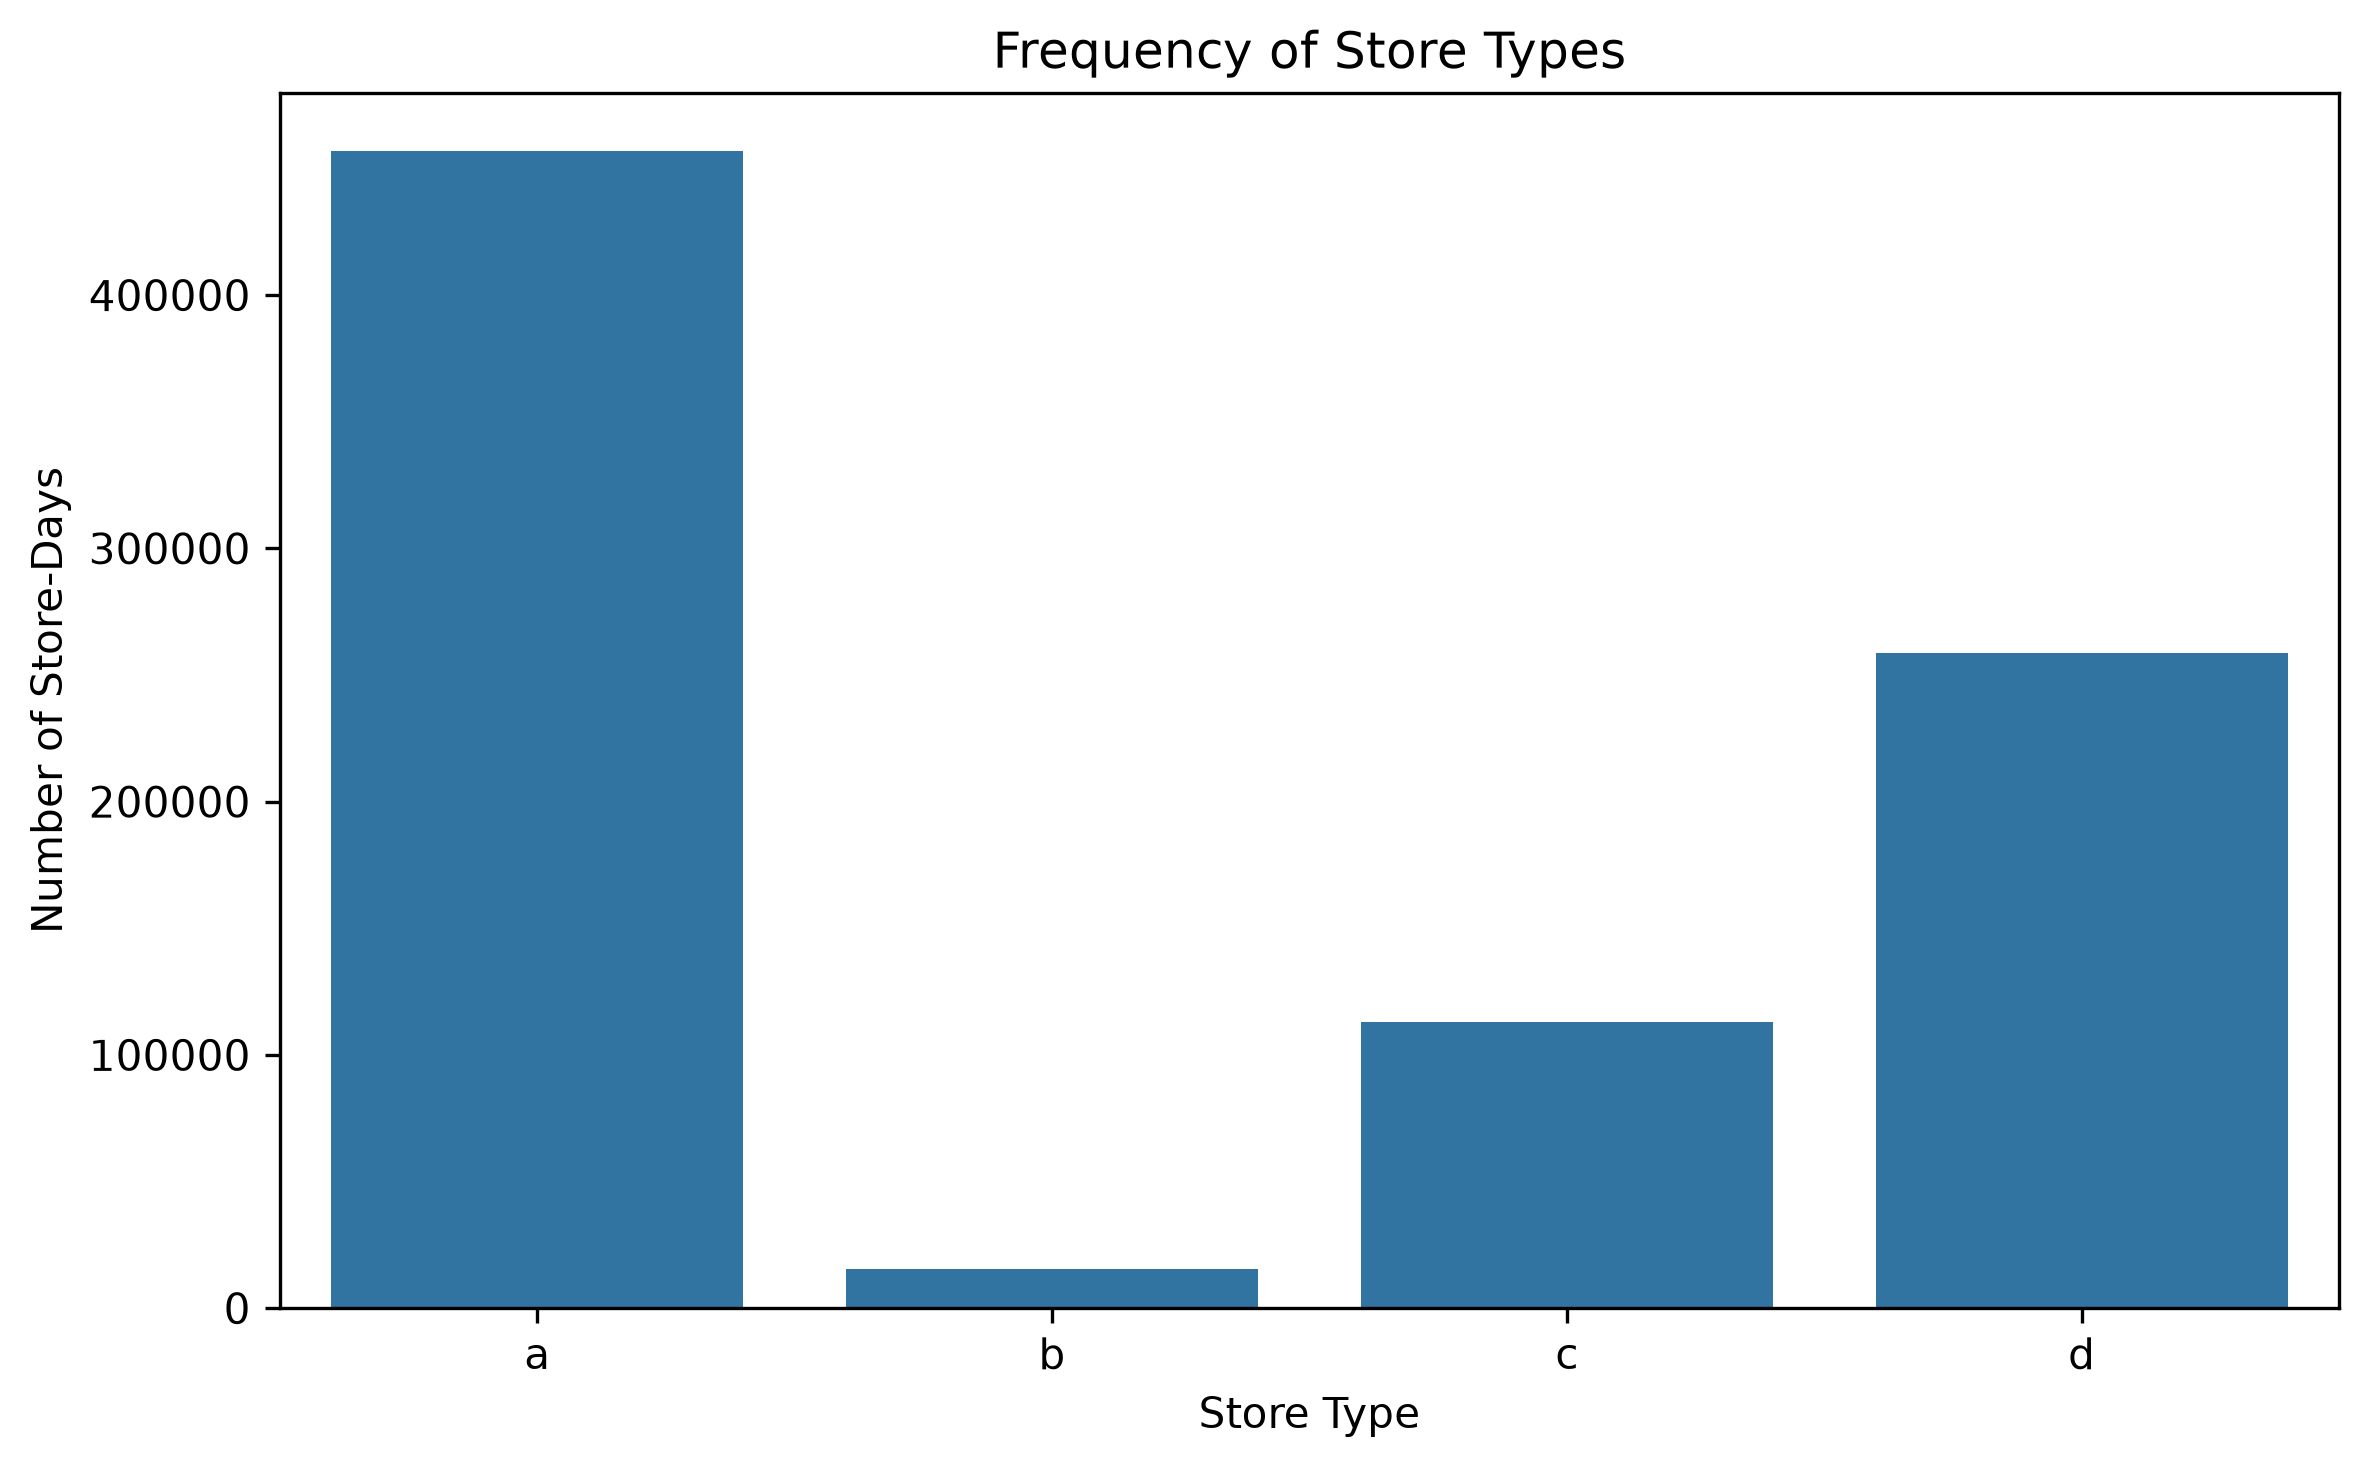 Frequency of Store Types
Number of Store-Days
400000
300000
200000
100000
0
a b c d
Store Type